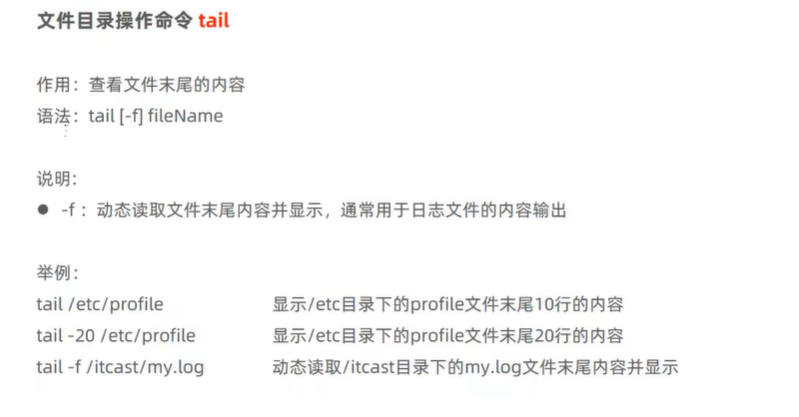 文件目录操作命令 tail
作用：查看文件末尾的内容
语法：tail [-f] fileName
说明：
● -f ：动态读取文件末尾内容并显示，通常用于日志文件的内容输出
举例：
tail /etc/profile 显示/etc目录下的profile文件末尾10行的内容
tail -20 /etc/profile 显示/etc目录下的profile文件末尾20行的内容
tail -f /itcast/my.log 动态读取/itcast目录下的my.log文件末尾内容并显示